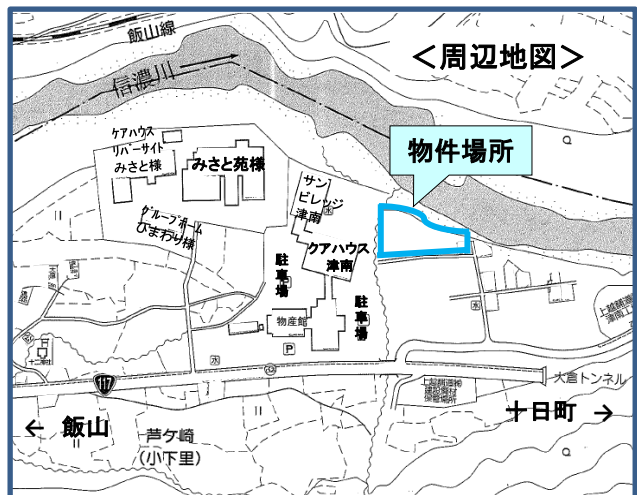 飯山線
＜周辺地図＞
信濃川
物件場所
ケアハウス
リバーサイト
みさと様
みさと苑様
サン
ビレッジ
津南
グループホーム
ひまわり様
クアハウス
津南
駐車場
駐車場
物産館
P
水
水
水
117
大倉トンネル
← 飯山
十日町 →
芦ケ崎
（小下里）